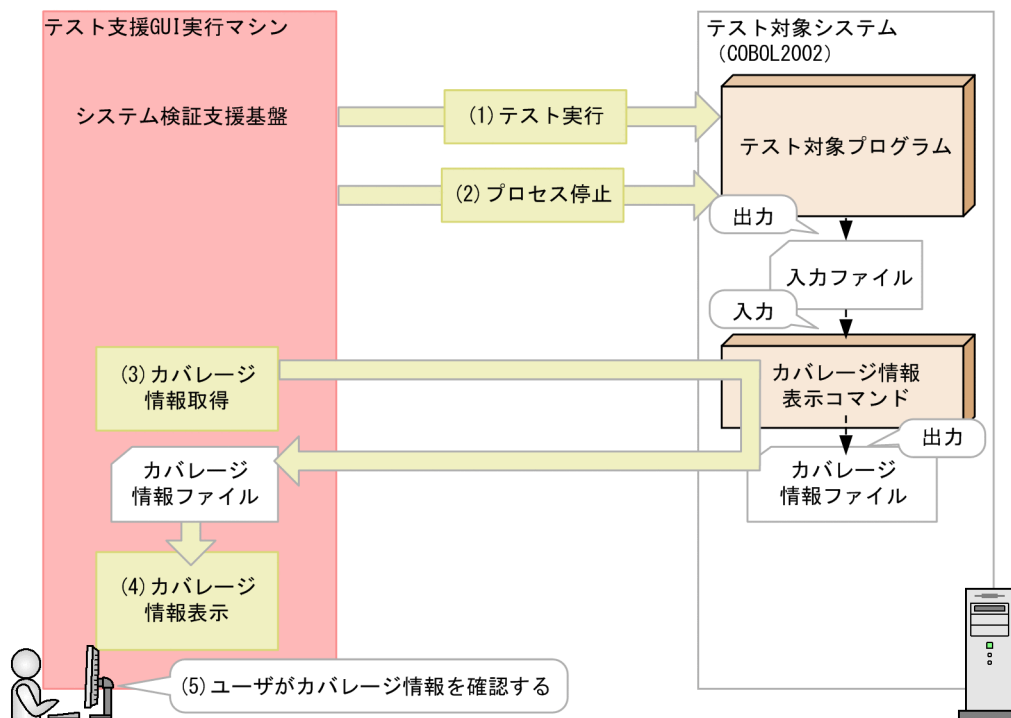 テスト支援GUI実行マシン
テスト対象システム
(COBOL2002)
システム検証支援基盤
(1)テスト実行
テスト対象プログラム
(2)プロセス停止
出力
入力ファイル
入力
(3)カバレージ
情報取得
カバレージ情報
表示コマンド
出力
カバレージ
情報ファイル
カバレージ
情報ファイル
(4)カバレージ
情報表示
(5)ユーザがカバレージ情報を確認する